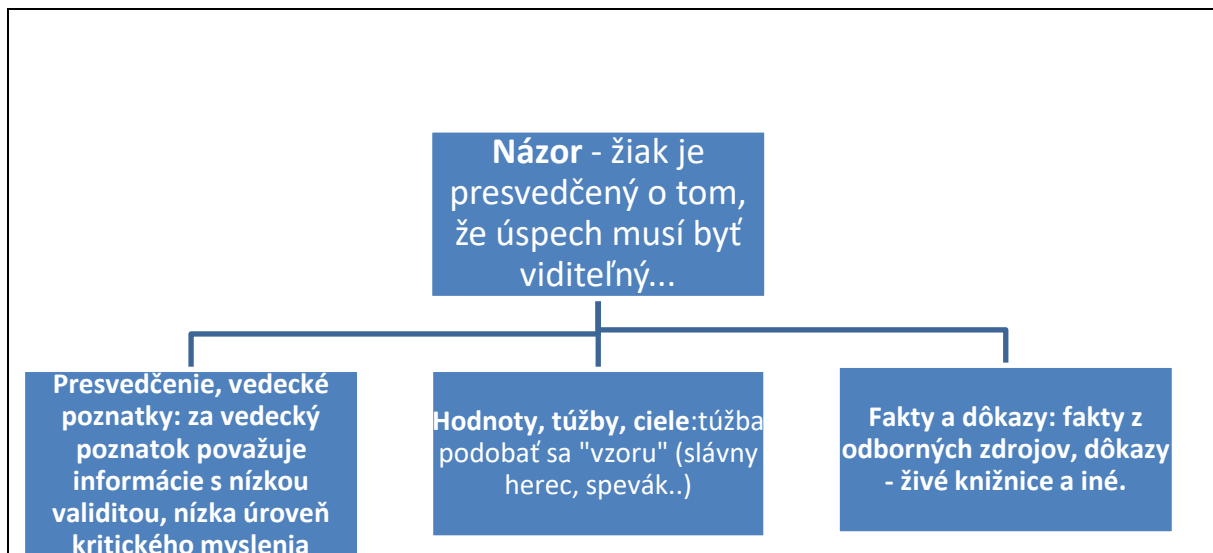 Názor - žiak je
presvedčený o tom,
že úspech musí byť
viditeľný...
Presvedčenie, vedecké
poznatky: za vedecký
poznatok považuje
informácie s nízkou
validitou, nízka úroveň
kritického myslenia
Hodnoty, túžby, ciele:túžba
podobať sa "vzoru" (slávny
herec, spevák..)
Fakty a dôkazy: fakty z
odborných zdrojov, dôkazy
- živé knižnice a iné.